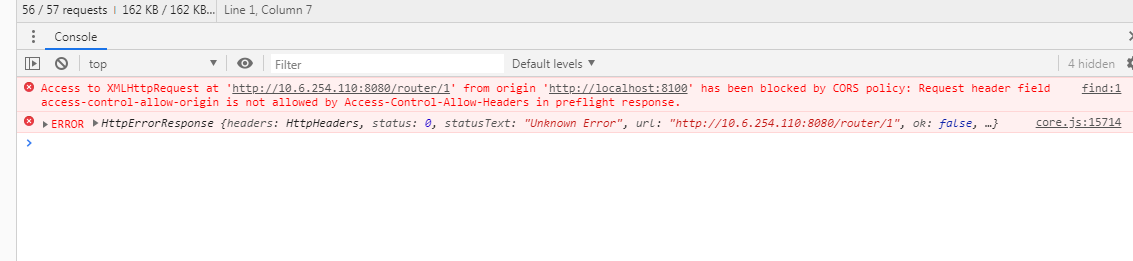 56 / 57 requests | 162 KB / 162 KB... Line 1, Column 7
Console
top Filter Default levels 4 hidden
Access to XMLHttpRequest at 'http://10.6.254.110:8080/router/1' from origin 'http://localhost:8100' has been blocked by CORS policy: Request header field find:1
access-control-allow-origin is not allowed by Access-Control-Allow-Headers in preflight response.
ERROR HttpErrorResponse {headers: HttpHeaders, status: 0, statusText: "Unknown Error", url: "http://10.6.254.110:8080/router/1", ok: false, …} core.js:15714